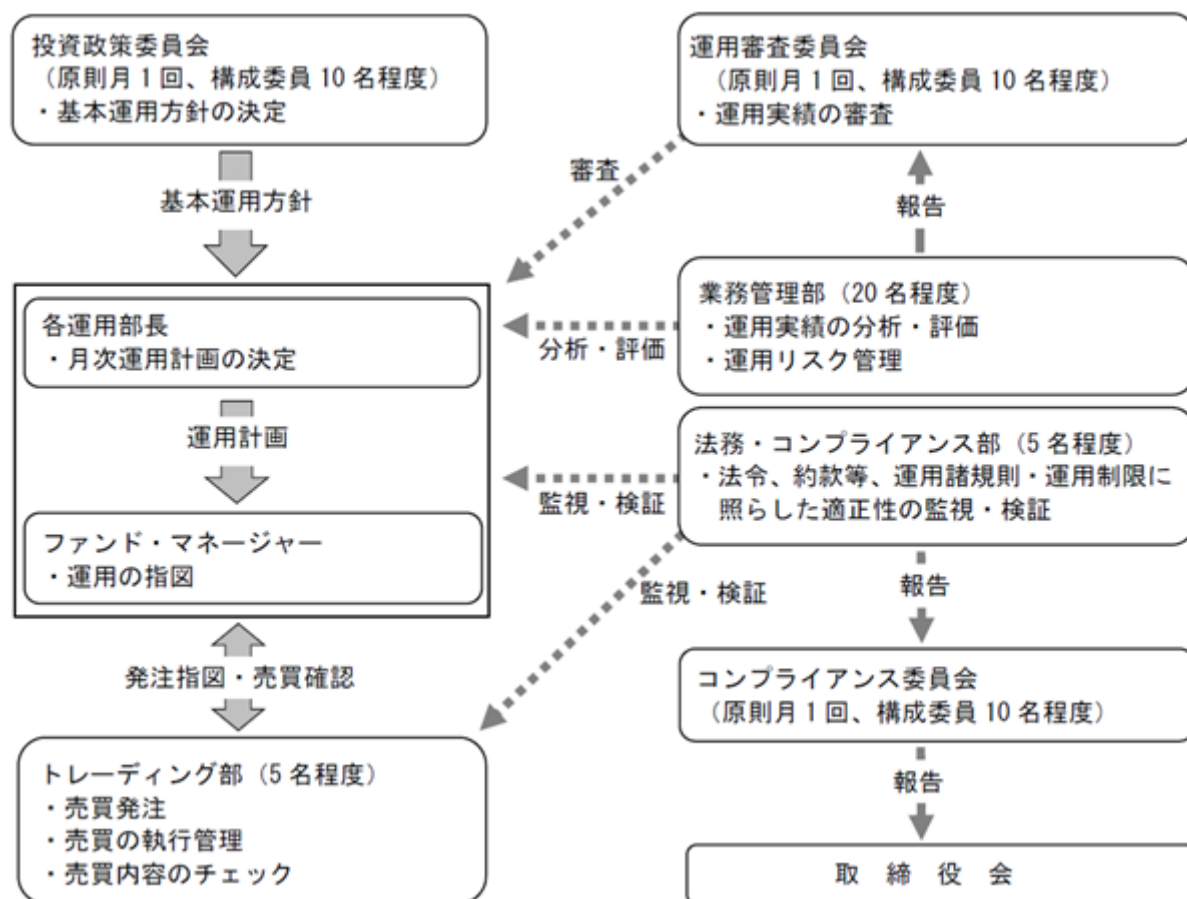 投資政策委員会
（原則月1回、構成委員10名程度）
・基本運用方針の決定
基本運用方針
各運用部長
・月次運用計画の決定
運用計画
ファンド・マネージャー
・運用の指図
発注指図・売買確認
トレーディング部（5名程度）
・売買発注
・売買の執行管理
・売買内容のチェック
運用審査委員会
（原則月1回、構成委員10名程度）
・運用実績の審査
審査
報告
業務管理部（20名程度）
・運用実績の分析・評価
・運用リスク管理
分析・評価
法務・コンプライアンス部（5名程度）
・法令、約款等、運用諸規則・運用制限に
照らした適正性の監視・検証
監視・検証
監視・検証
報告
コンプライアンス委員会
（原則月1回、構成委員10名程度）
報告
取　締　役　会